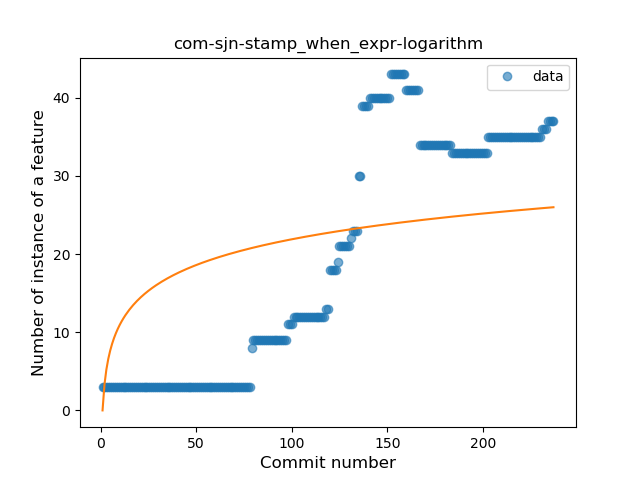 com-sjn-stamp_when_expr-logarithm
data
Number of instance of a feature
40
30
20
10
0
0 50 100 150 200
Commit number